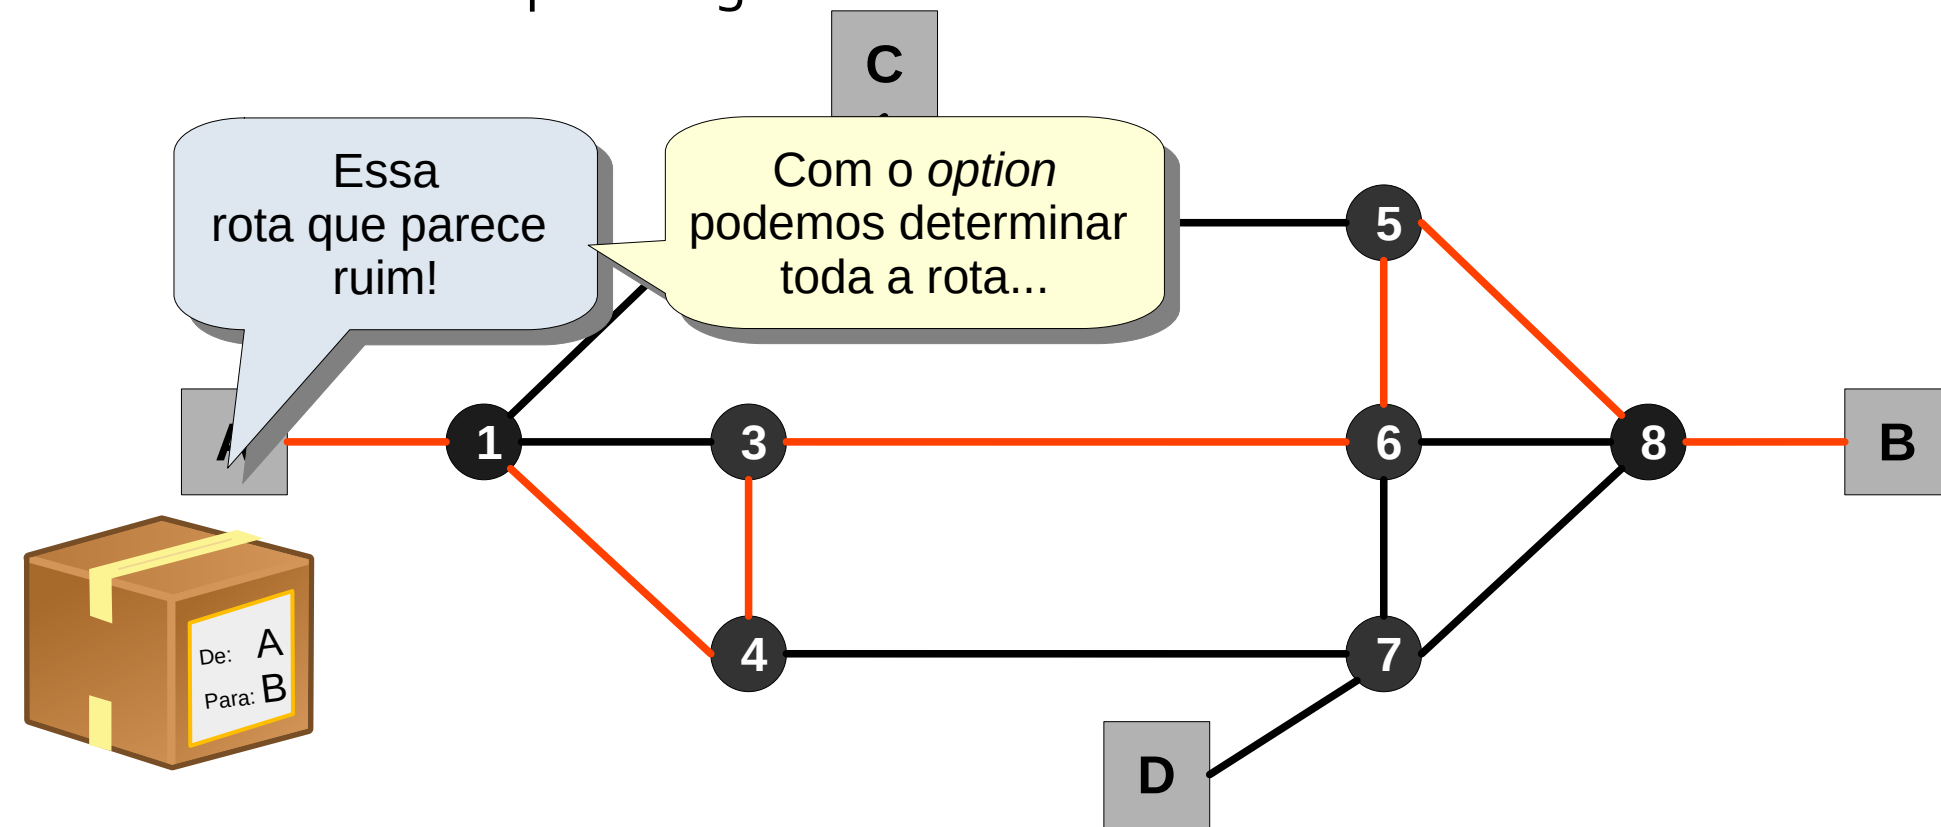 C
Essa
rota que parece
ruim!
Com o option
podemos determinar
toda a rota...
5
A
1
3
6
8
B
4
7
De: A
Para: B
D